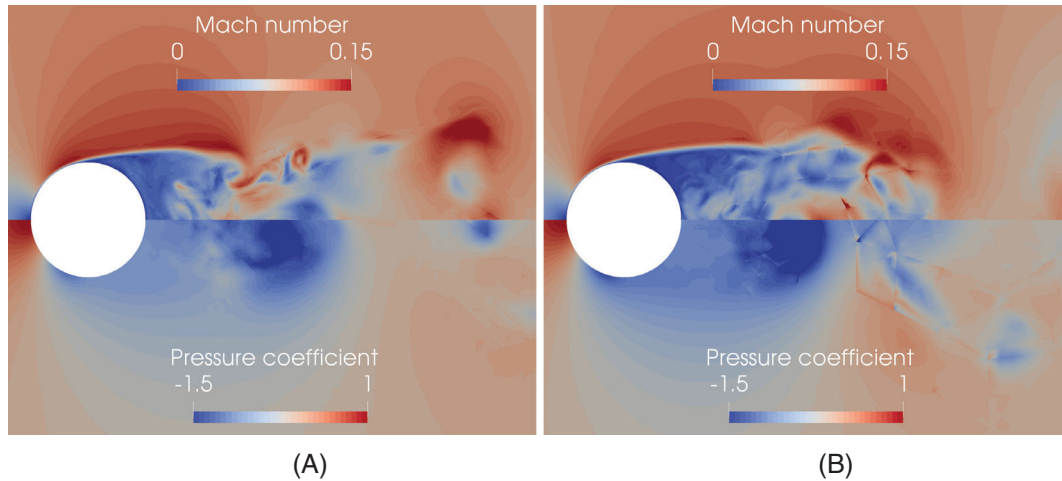 Mach number
0 0.15
Pressure coefficient
-1.5 1
(A)
Mach number
0 0.15
Pressure coefficient
-1.5 1
(B)